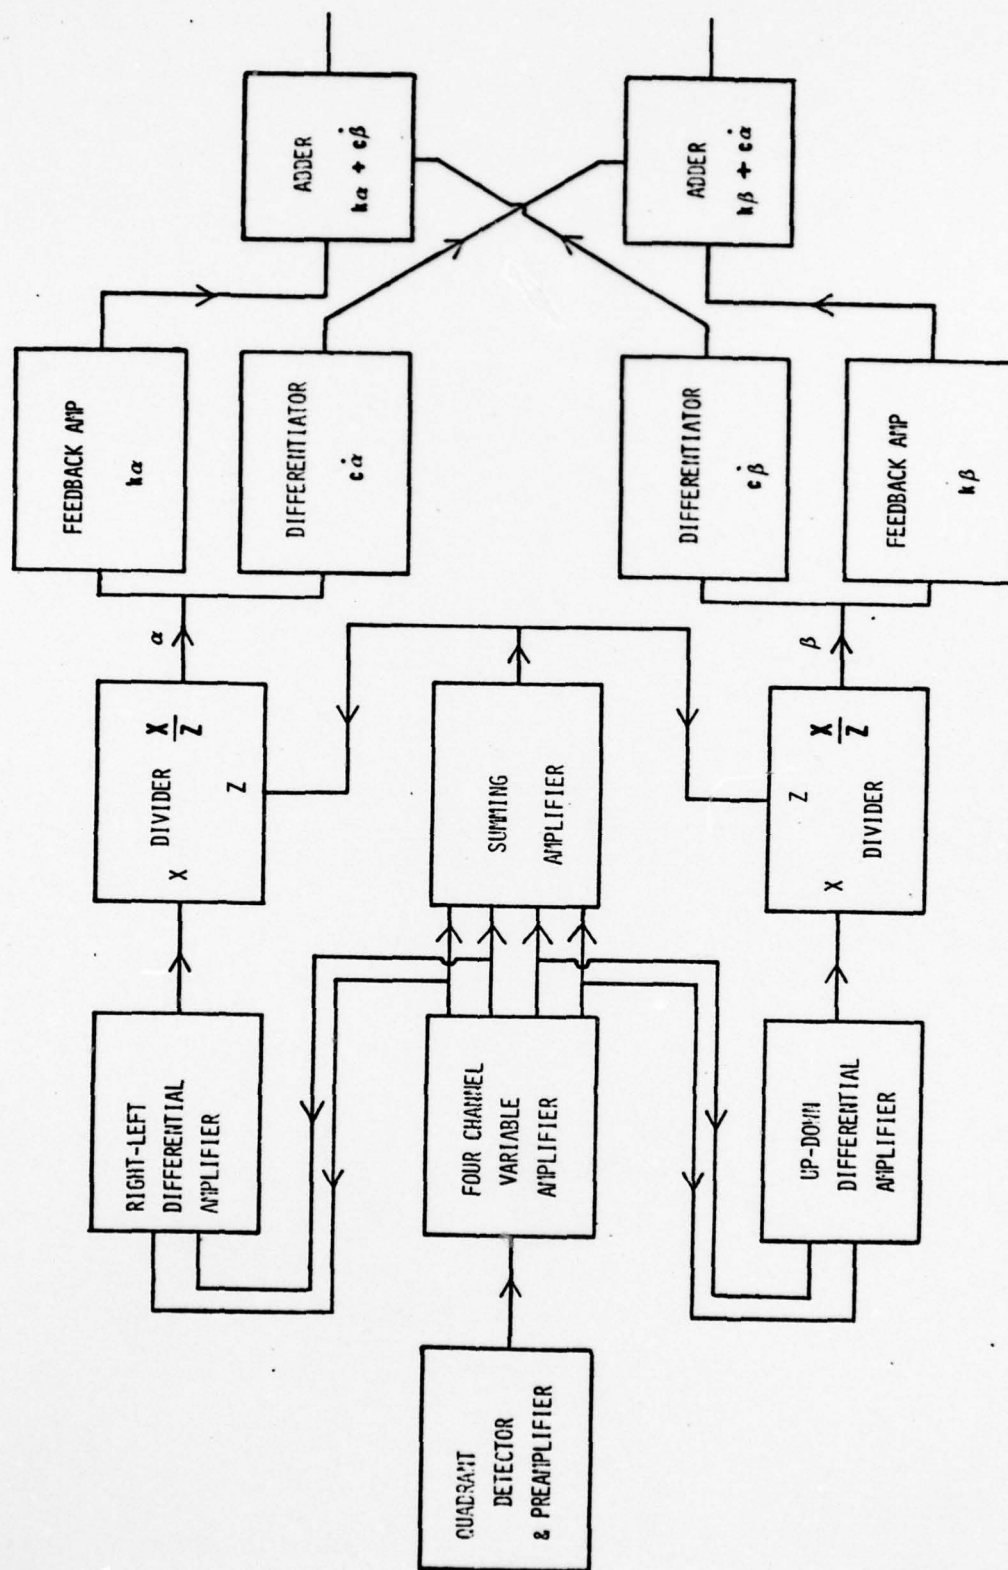 QUADRANT
DETECTOR
& PREAMPLIFIER
FOUR CHANNEL
VARIABLE
AMPLIFIER
RIGHT-LEFT
DIFFERENTIAL
AMPLIFIER
UP-DOWN
DIFFERENTIAL
AMPLIFIER
SUMMING
AMPLIFIER
X
DIVIDER
X/Z
Z
α
Z
X
DIVIDER
X/Z
β
FEEDBACK AMP
kα
DIFFERENTIATOR
cα̇
DIFFERENTIATOR
cβ̇
FEEDBACK AMP
kβ
ADDER
kα + cβ̇
ADDER
kβ + cα̇